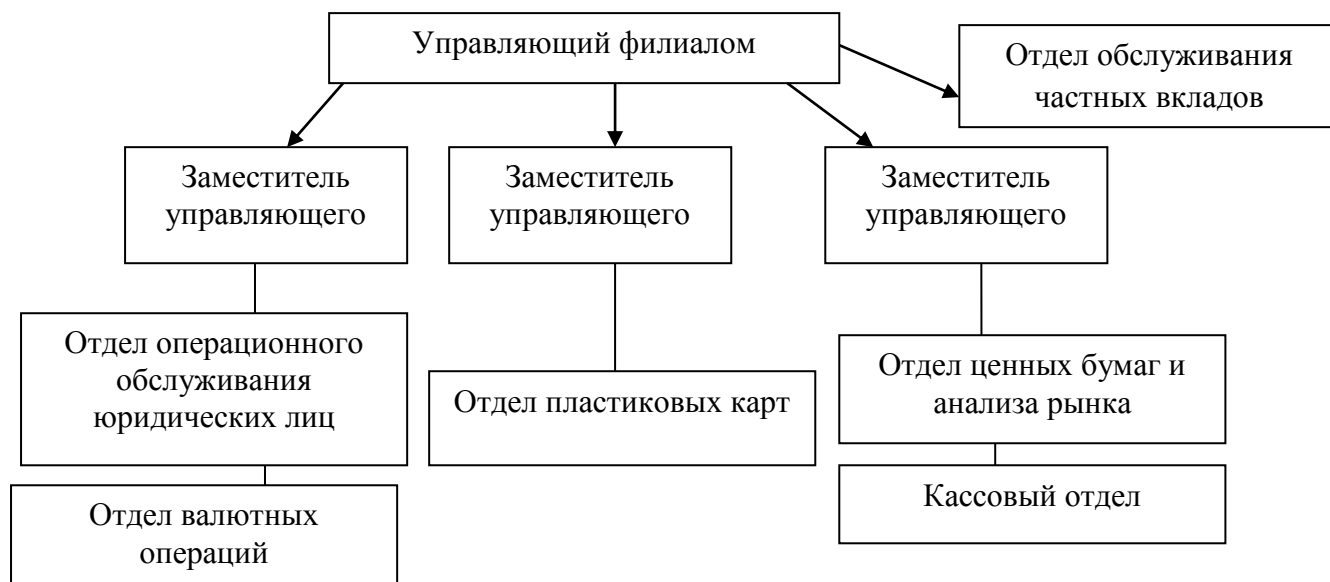 Управляющий филиалом
Отдел обслуживания
частных вкладов
Заместитель
управляющего
Заместитель
управляющего
Заместитель
управляющего
Отдел операционного
обслуживания
юридических лиц
Отдел валютных
операций
Отдел пластиковых карт
Отдел ценных бумаг и
анализа рынка
Кассовый отдел